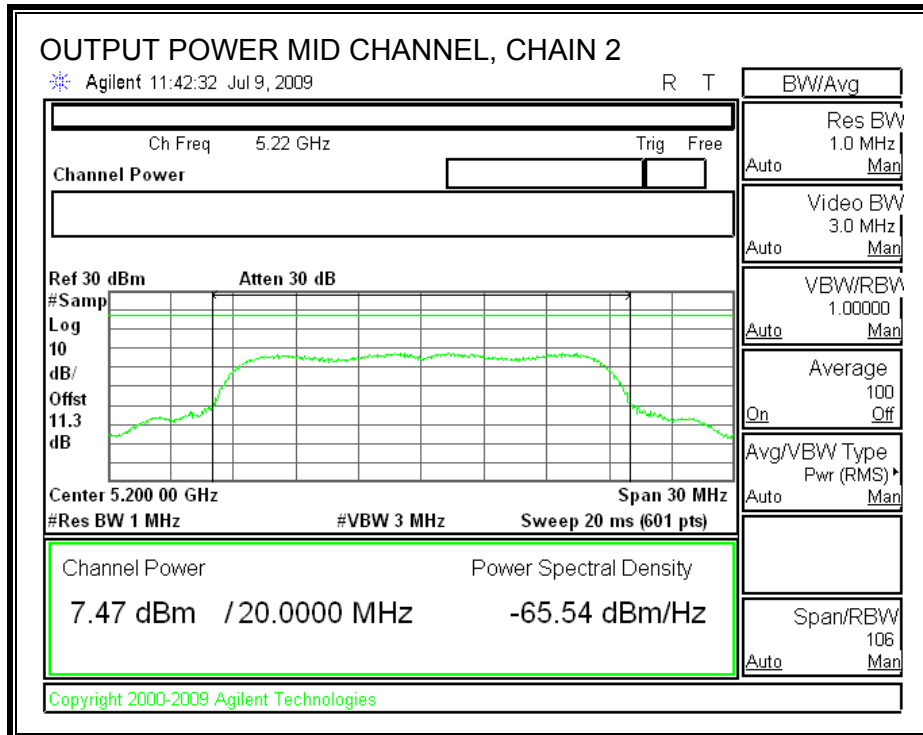 OUTPUT POWER MID CHANNEL, CHAIN 2
Agilent 11:42:32 Jul 9, 2009 R T
Ch Freq 5.22 GHz Trig Free
Channel Power
Ref 30 dBm Atten 30 dB
#Samp
Log
10
dB/
Offst
11.3
dB
Center 5.200 00 GHz Span 30 MHz
#Res BW 1 MHz #VBW 3 MHz Sweep 20 ms (601 pts)
Channel Power Power Spectral Density
7.47 dBm / 20.0000 MHz -65.54 dBm/Hz
Copyright 2000-2009 Agilent Technologies
BW/Avg
Res BW
1.0 MHz
Auto Man
Video BW
3.0 MHz
Auto Man
VBW/RBW
1.00000
Auto Man
Average
100
On Off
Avg/VBW Type
Pwr (RMS)
Auto Man
Span/RBW
106
Auto Man